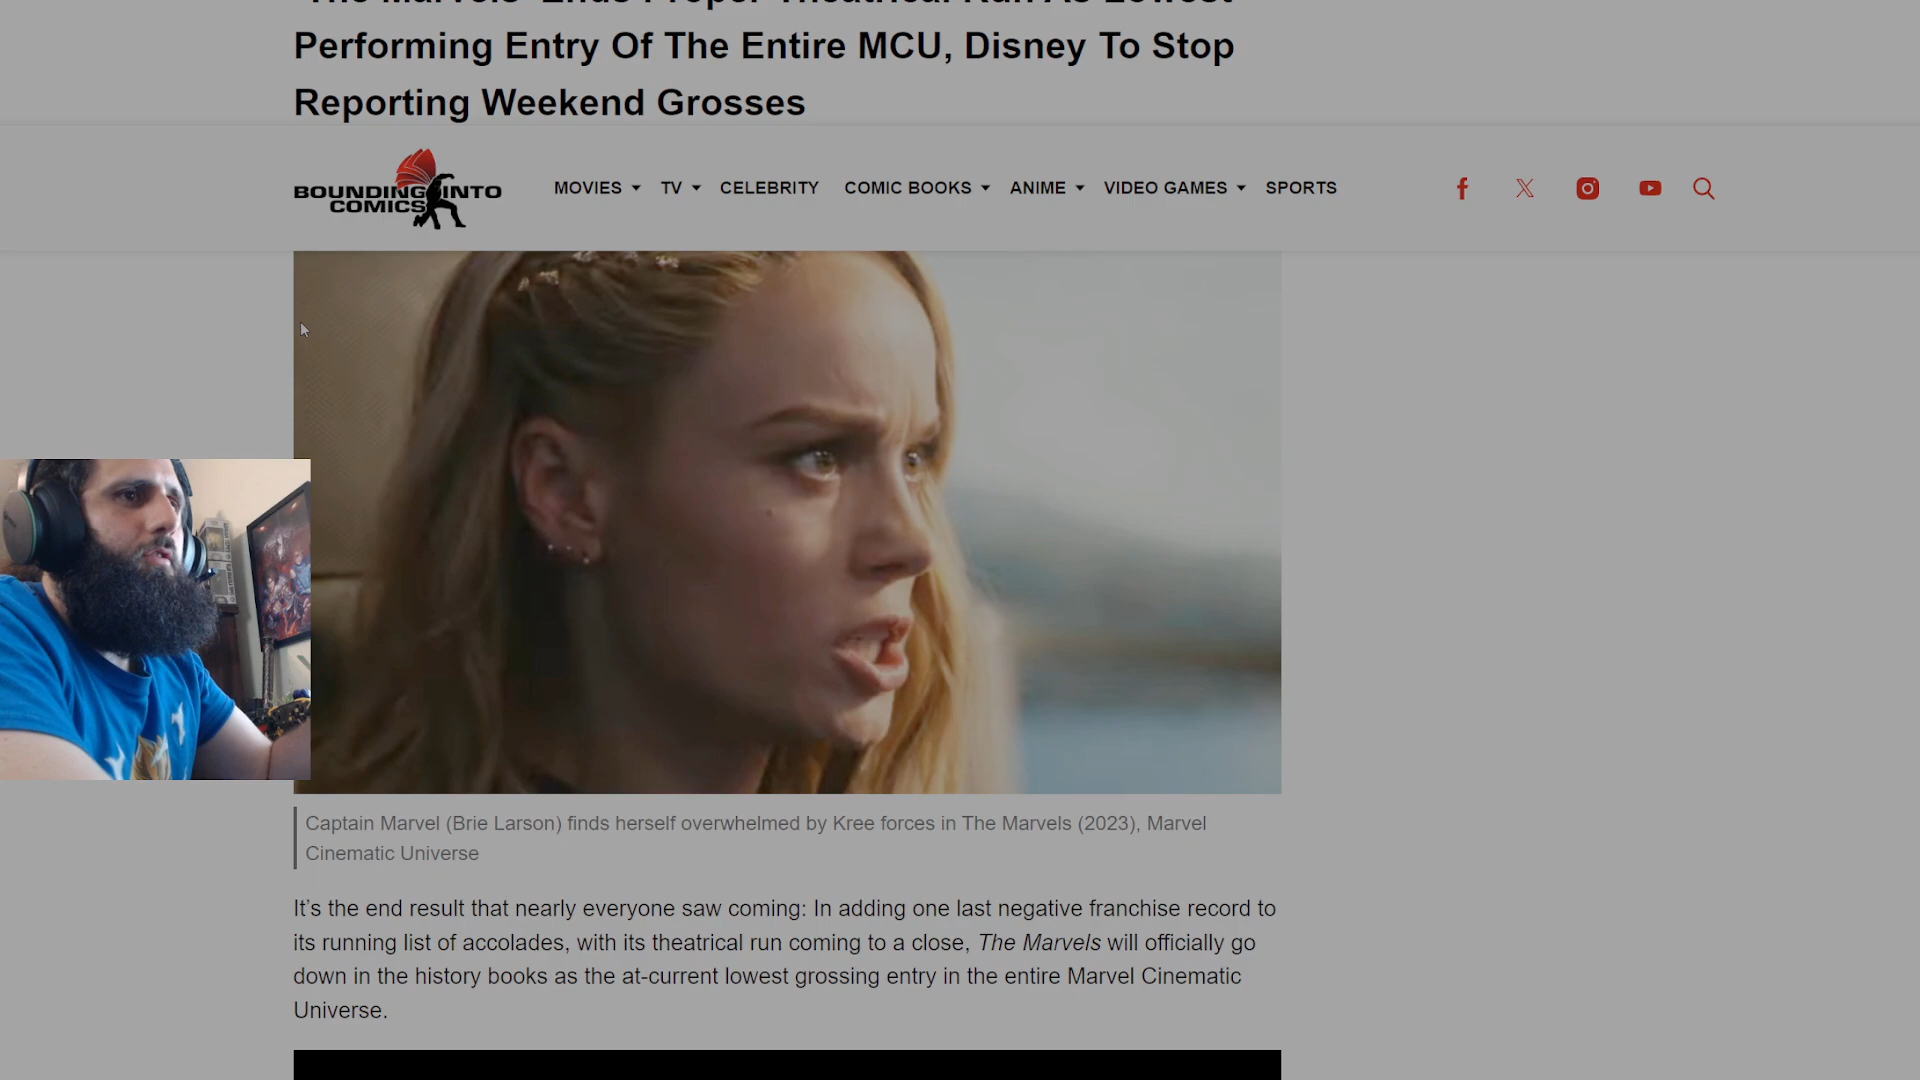 'The Marvels' Ends Proper Theatrical Run As Lowest
Performing Entry Of The Entire MCU, Disney To Stop
Reporting Weekend Grosses
BOUNDING INTO
COMICS
MOVIES TV CELEBRITY COMIC BOOKS ANIME VIDEO GAMES SPORTS
Captain Marvel (Brie Larson) finds herself overwhelmed by Kree forces in The Marvels (2023), Marvel
Cinematic Universe
It’s the end result that nearly everyone saw coming: In adding one last negative franchise record to
its running list of accolades, with its theatrical run coming to a close, The Marvels will officially go
down in the history books as the at-current lowest grossing entry in the entire Marvel Cinematic
Universe.